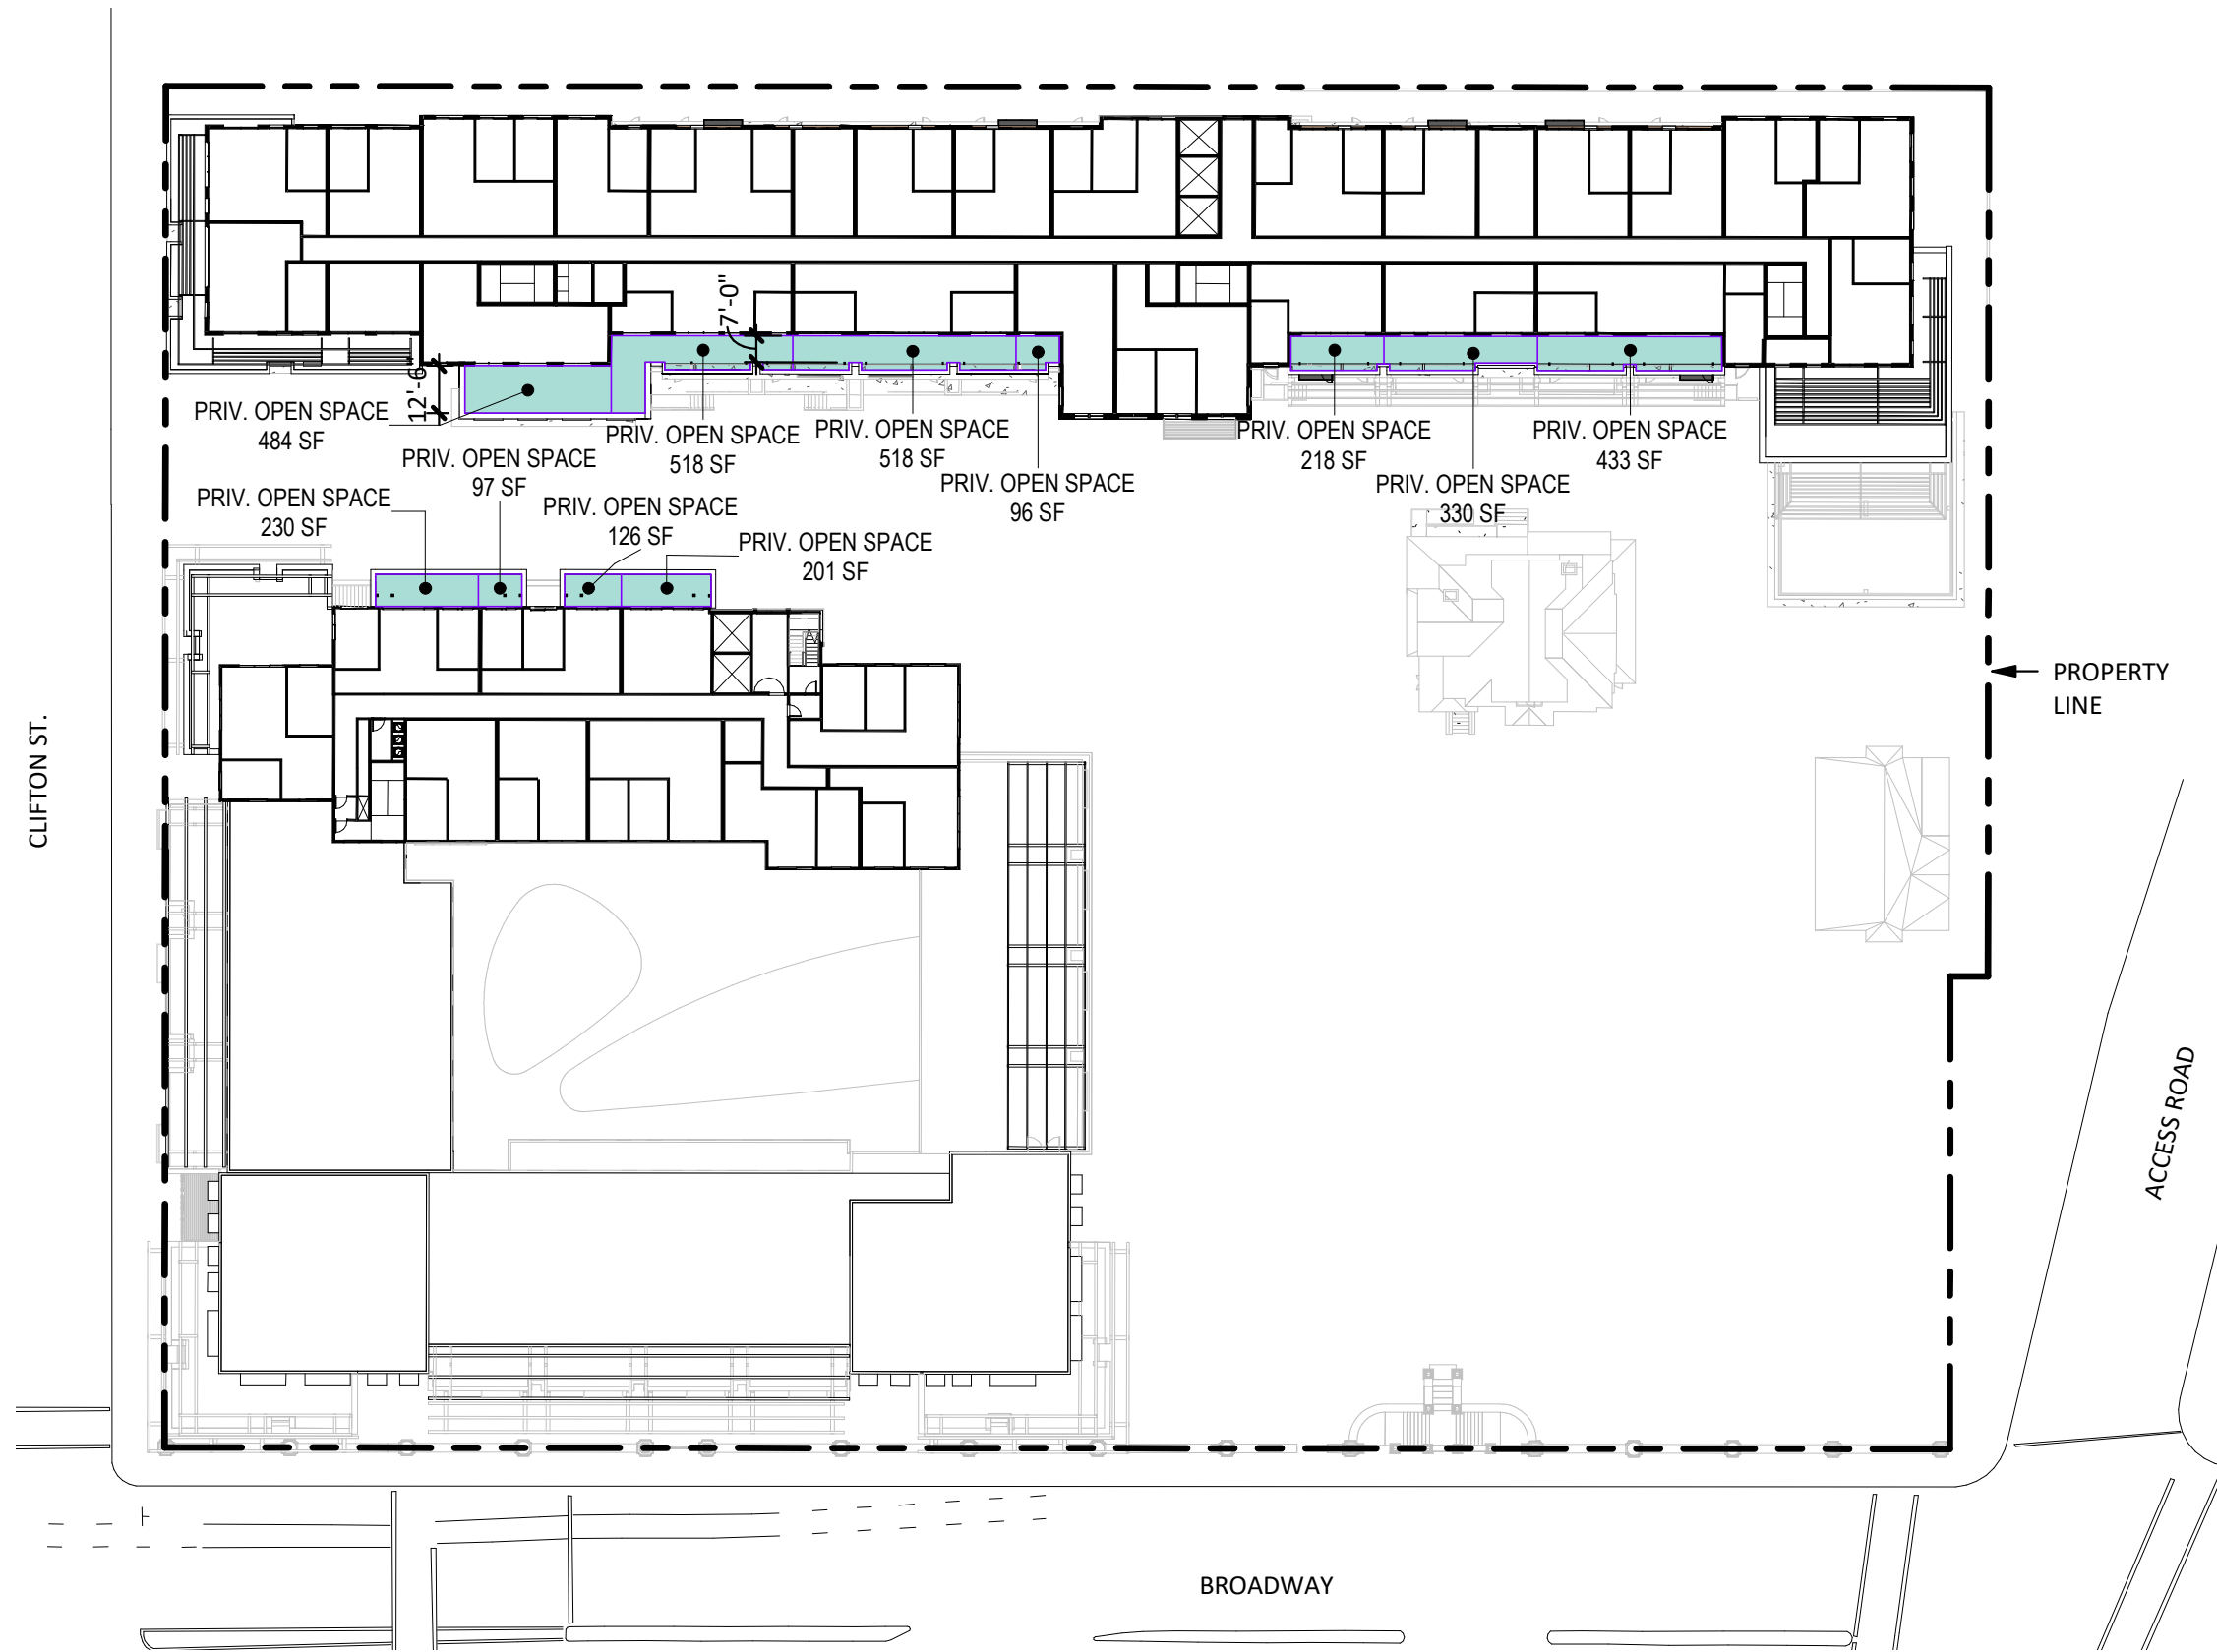 7'-0"
12'-6"
PRIV. OPEN SPACE
484 SF
PRIV. OPEN SPACE
97 SF
PRIV. OPEN SPACE
518 SF
PRIV. OPEN SPACE
518 SF
PRIV. OPEN SPACE
96 SF
PRIV. OPEN SPACE
218 SF
PRIV. OPEN SPACE
330 SF
PRIV. OPEN SPACE
433 SF
PRIV. OPEN SPACE
230 SF
PRIV. OPEN SPACE
126 SF
PRIV. OPEN SPACE
201 SF
PROPERTY
LINE
CLIFTON ST.
ACCESS ROAD
BROADWAY